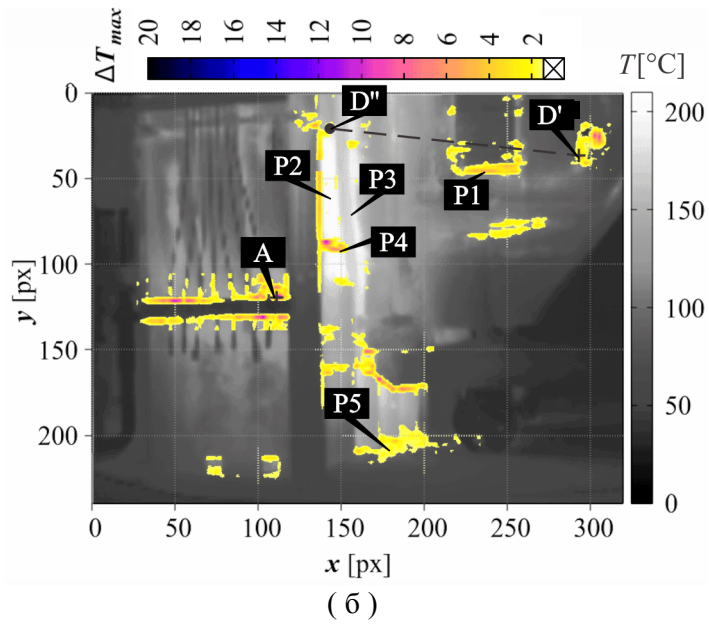 ΔTmax 20 18 16 14 12 10 8 6 4 2 T[°C]
0 D" D' 200
50 P2 P3 P1
P4 150
100 A
y [px] 100
150
P5 50
200
0
0 50 100 150 200 250 300
x [px]
( б )